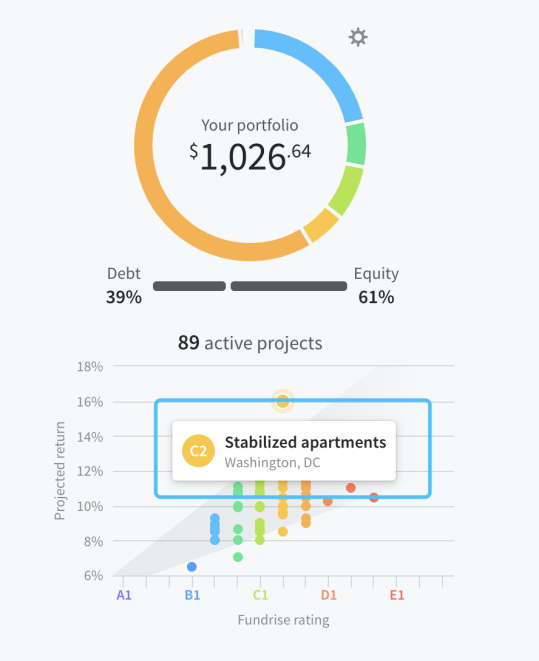 Your portfolio
$1,026.64
Debt Equity
39% 61%
89 active projects
18%
16%
14%
12%
10%
8%
6%
Projected return
C2
Stabilized apartments
Washington, DC
A1 B1 C1 D1 E1
Fundrise rating